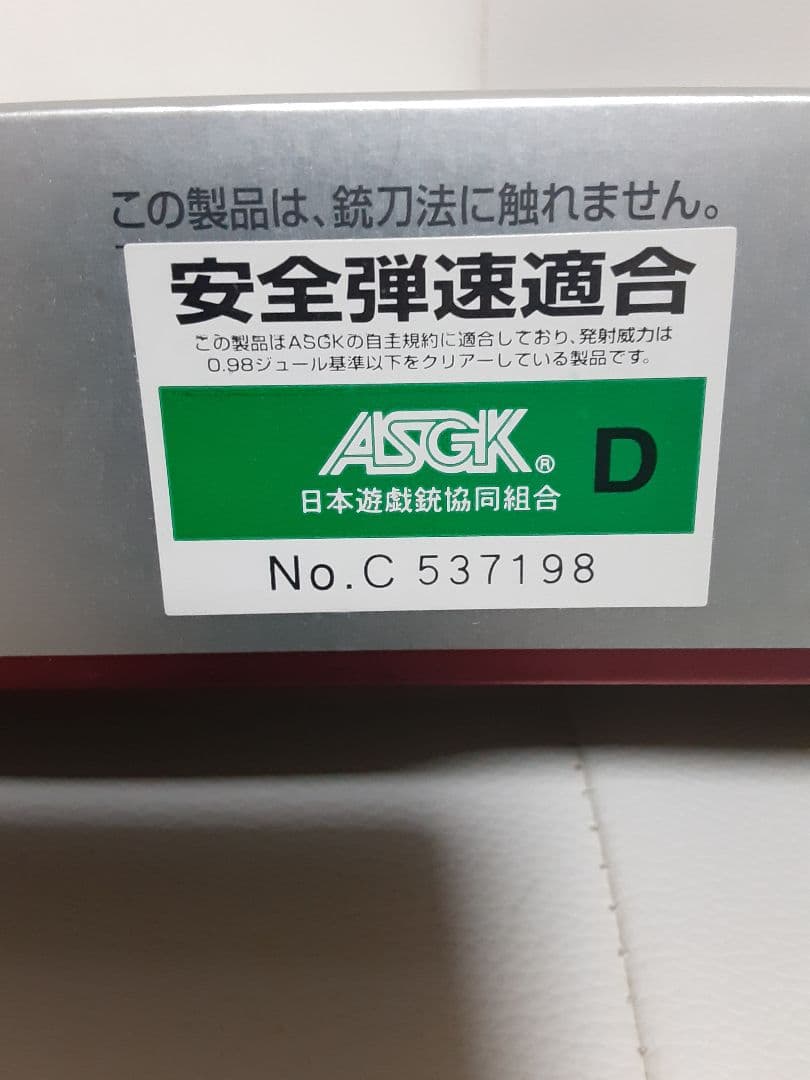 この製品は、銃刀法に触れません。
安全弾速適合
この製品はASGKの自主規約に適合しており、発射威力は
0.98ジュール基準以下をクリアーしている製品です。
ASGK® D
日本遊戯銃協同組合
No.C 537198